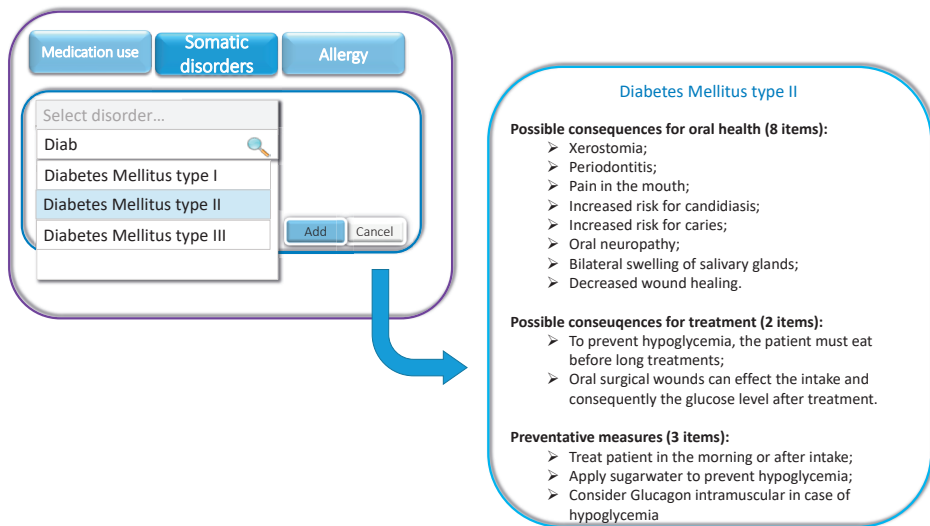 Medication use
Somatic
disorders
Allergy
Select disorder...
Diab
Diabetes Mellitus type I
Diabetes Mellitus type II
Diabetes Mellitus type III
Add
Cancel
Diabetes Mellitus type II
Possible consequences for oral health (8 items):
➢ Xerostomia;
➢ Periodontitis;
➢ Pain in the mouth;
➢ Increased risk for candidiasis;
➢ Increased risk for caries;
➢ Oral neuropathy;
➢ Bilateral swelling of salivary glands;
➢ Decreased wound healing.
Possible conseuqences for treatment (2 items):
➢ To prevent hypoglycemia, the patient must eat
before long treatments;
➢ Oral surgical wounds can effect the intake and
consequently the glucose level after treatment.
Preventative measures (3 items):
➢ Treat patient in the morning or after intake;
➢ Apply sugarwater to prevent hypoglycemia;
➢ Consider Glucagon intramuscular in case of
hypoglycemia